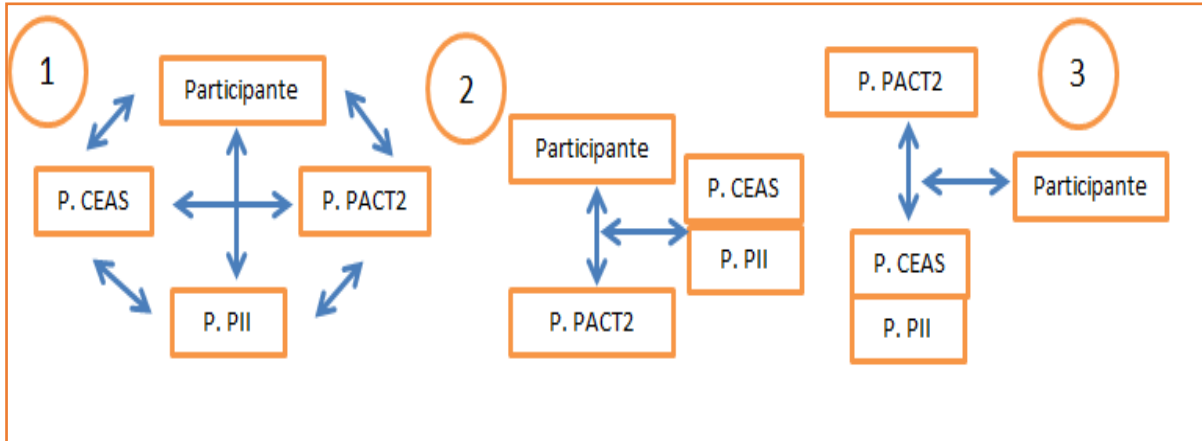 1
Participante
P. CEAS
P. PACT2
P. PII
2
Participante
P. CEAS
P. PII
P. PACT2
3
P. PACT2
Participante
P. CEAS
P. PII